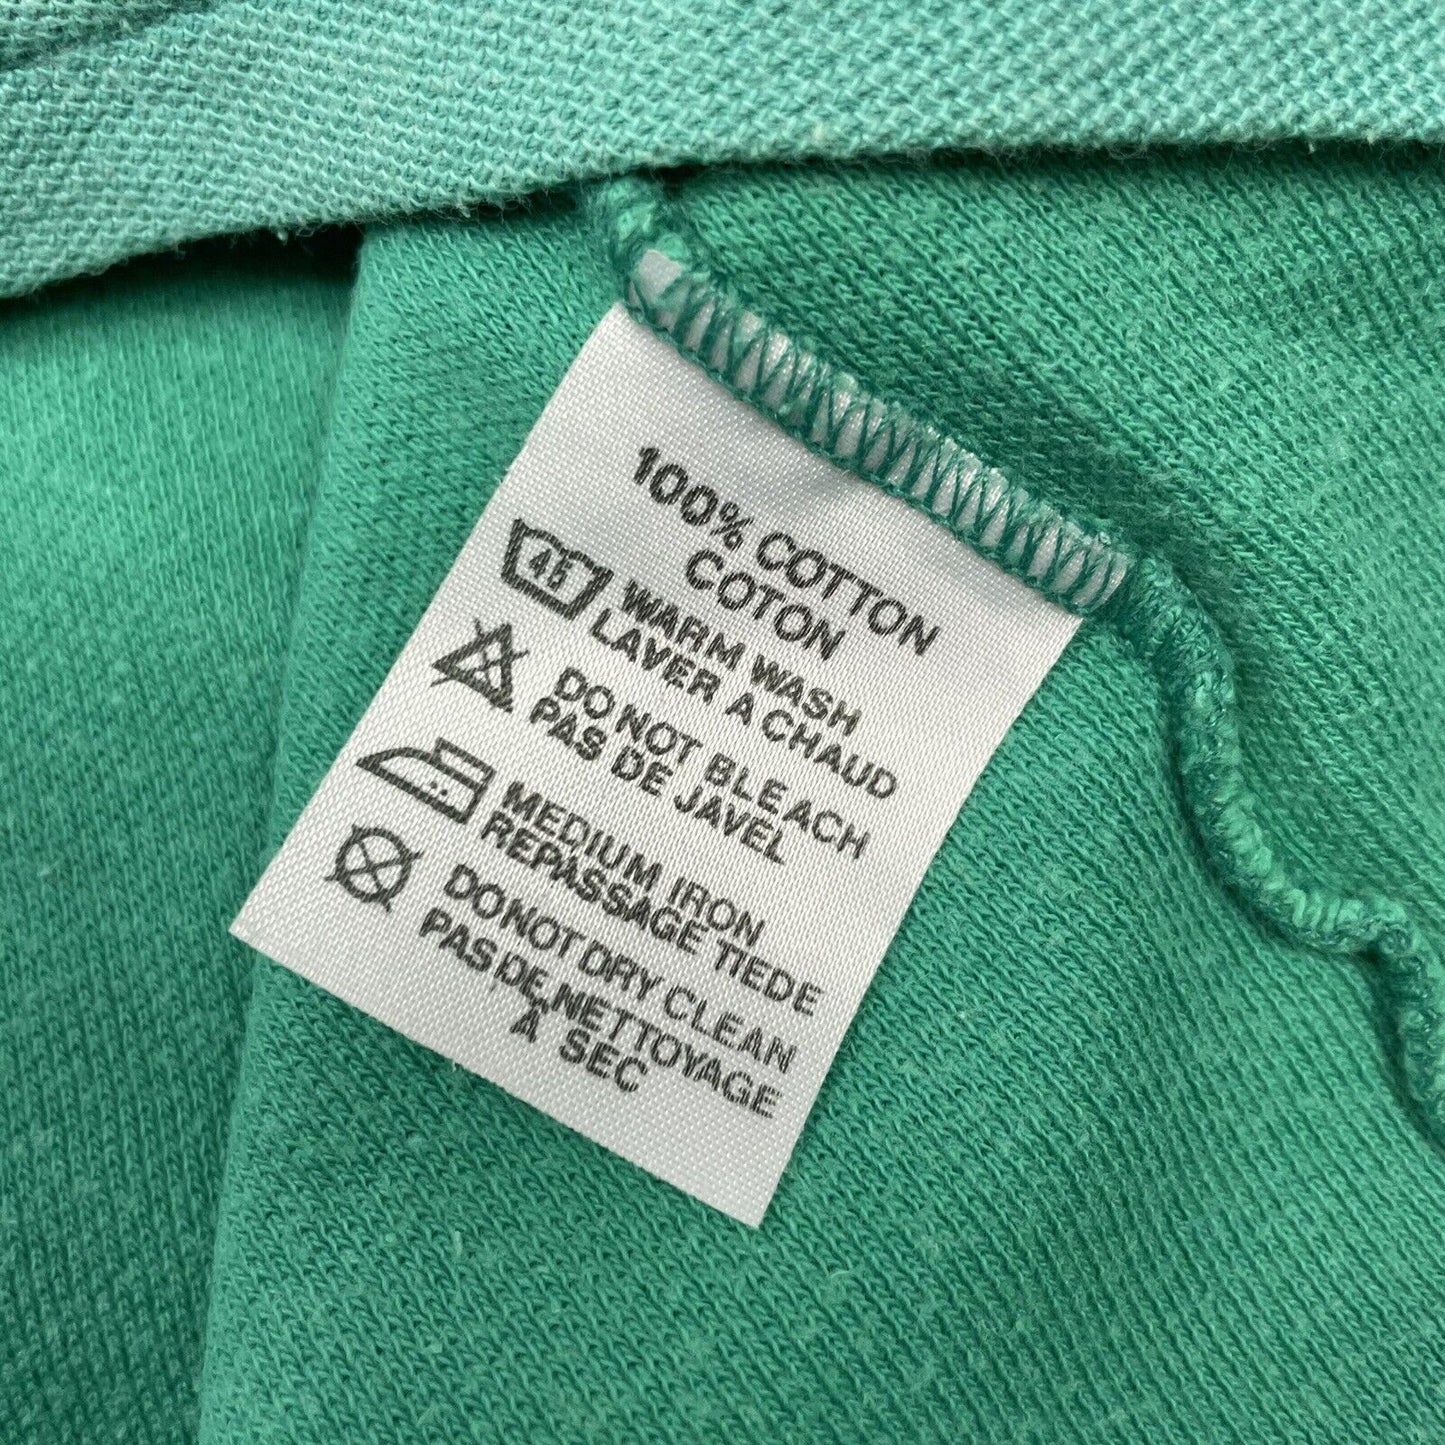 100% COTTON
COTON
45
WARM WASH
LAVER A CHAUD
DO NOT BLEACH
PAS DE JAVEL
MEDIUM IRON
REPASSAGE TIEDE
DO NOT DRY CLEAN
PAS DE NETTOYAGE
À SEC